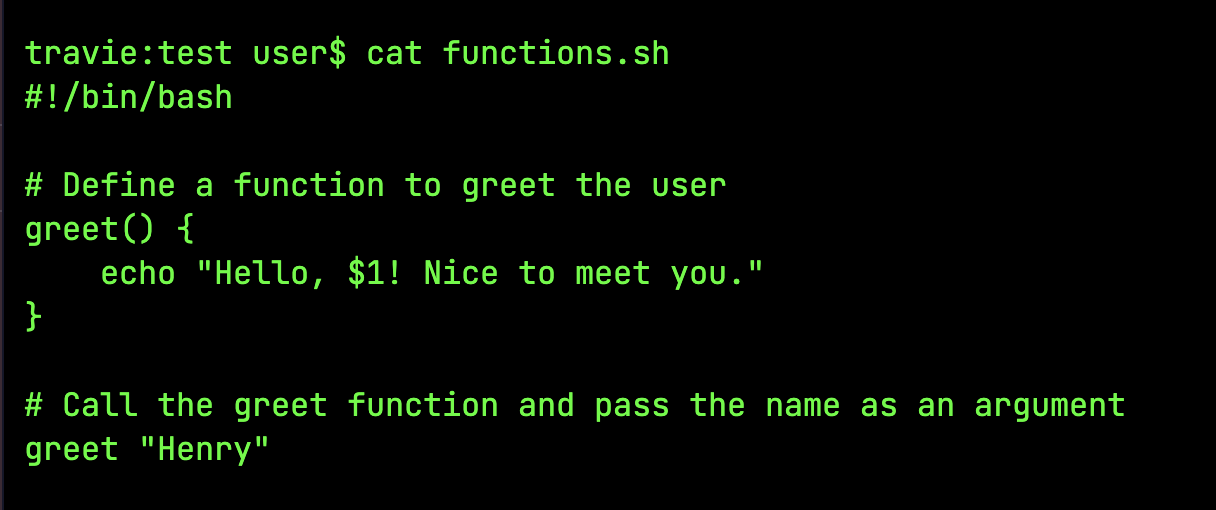 travie:test user$ cat functions.sh
#!/bin/bash
# Define a function to greet the user
greet() {
    echo "Hello, $1! Nice to meet you."
}
# Call the greet function and pass the name as an argument
greet "Henry"